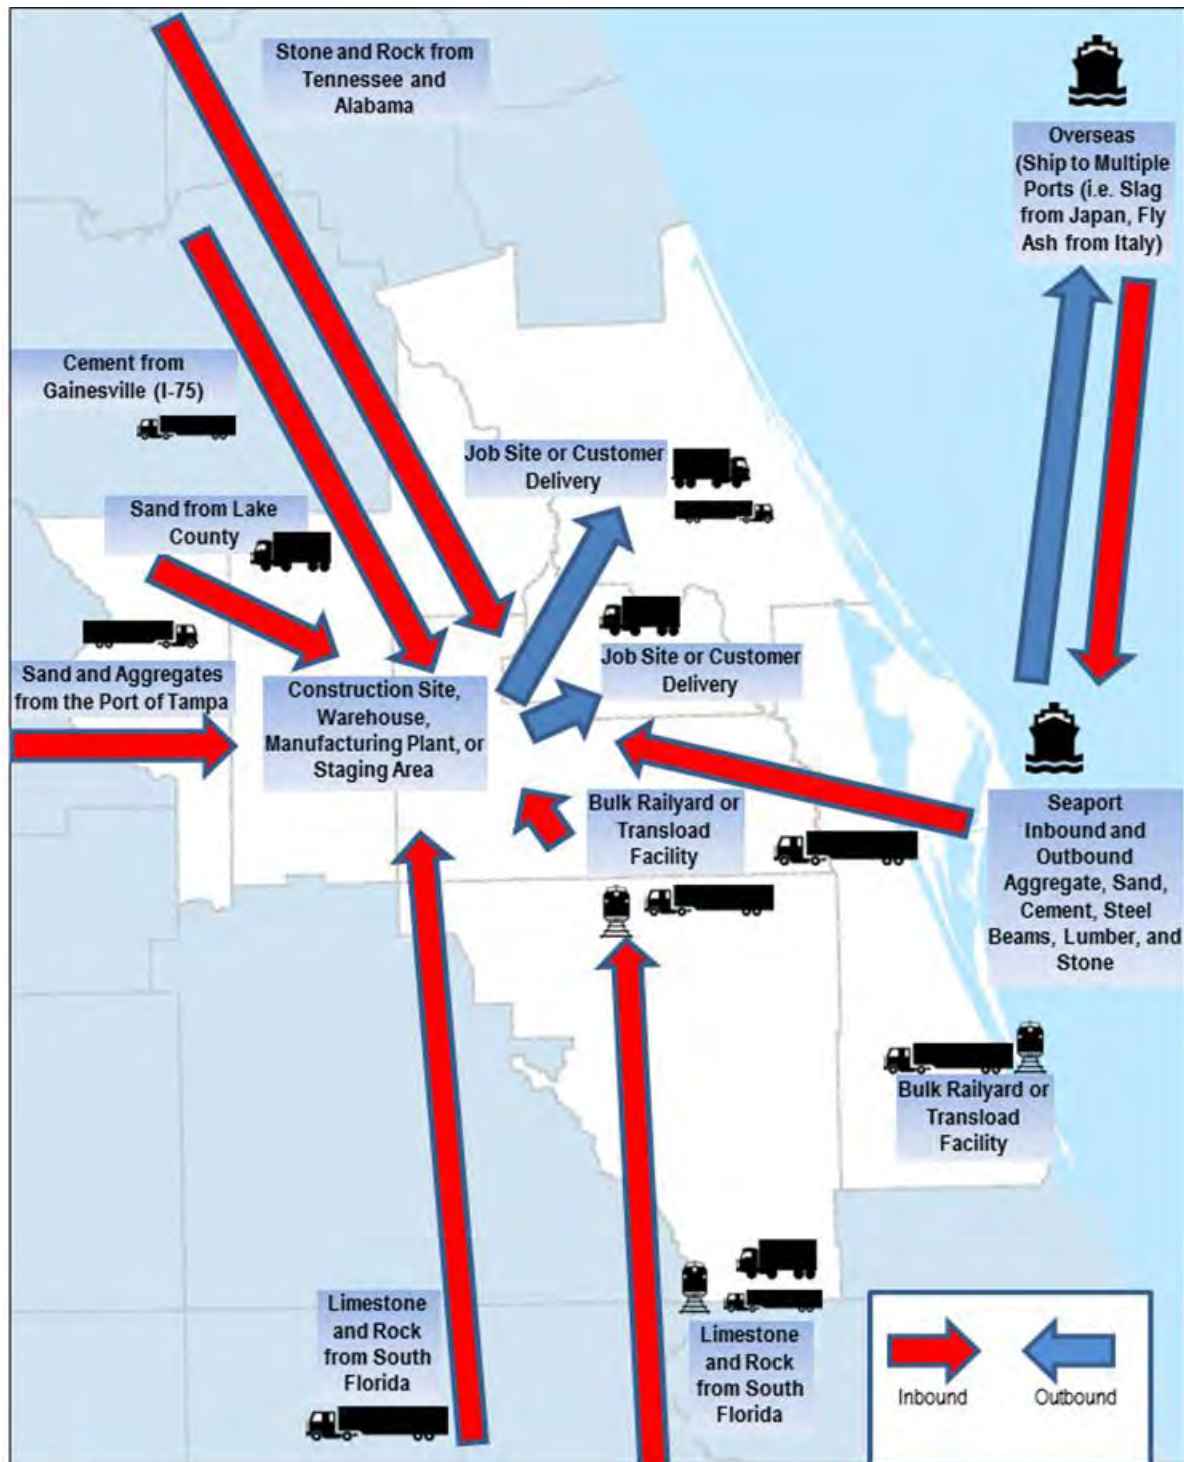 Stone and Rock from
Tennessee and
Alabama
Overseas
(Ship to Multiple
Ports (i.e. Slag
from Japan, Fly
Ash from Italy)
Cement from
Gainesville (I-75)
Job Site or Customer
Delivery
Sand from Lake
County
Sand and Aggregates
from the Port of Tampa
Job Site or Customer
Delivery
Construction Site,
Warehouse,
Manufacturing Plant, or
Staging Area
Bulk Railyard or
Transload
Facility
Seaport
Inbound and
Outbound
Aggregate, Sand,
Cement, Steel
Beams, Lumber, and
Stone
Bulk Railyard or
Transload
Facility
Limestone
and Rock
from South
Florida
Limestone
and Rock
from South
Florida
Inbound
Outbound